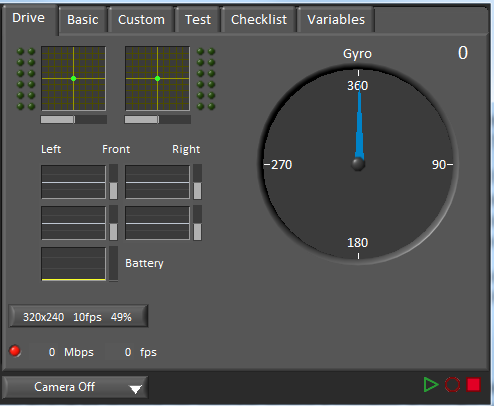 Drive Basic Custom Test Checklist Variables
Gyro 0
360
Left Front Right
270 90
180
Battery
320x240 10fps 49%
0 Mbps 0 fps
Camera Off